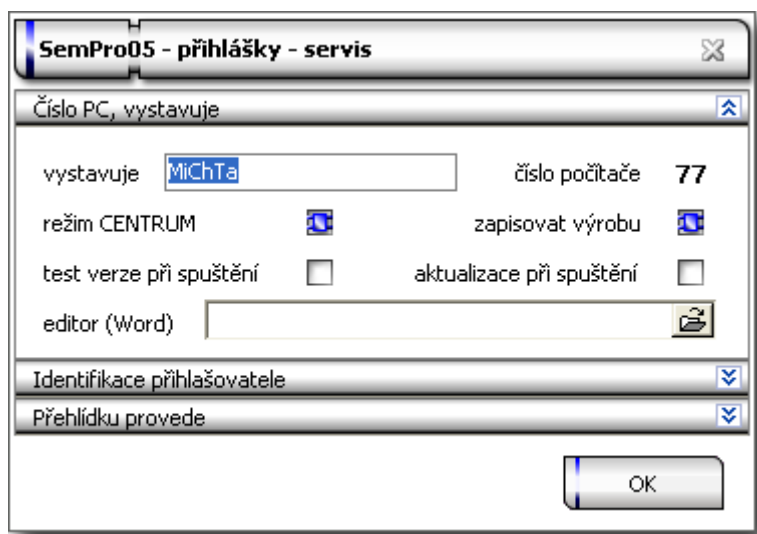 SemPro05 - přihlášky - servis
Číslo PC, vystavuje
vystavuje MiChTa číslo počítače 77
režim CENTRUM zapisovat výrobu
test verze při spuštění aktualizace při spuštění
editor (Word)
Identifikace přihlašovatele
Přehlídku provede
OK